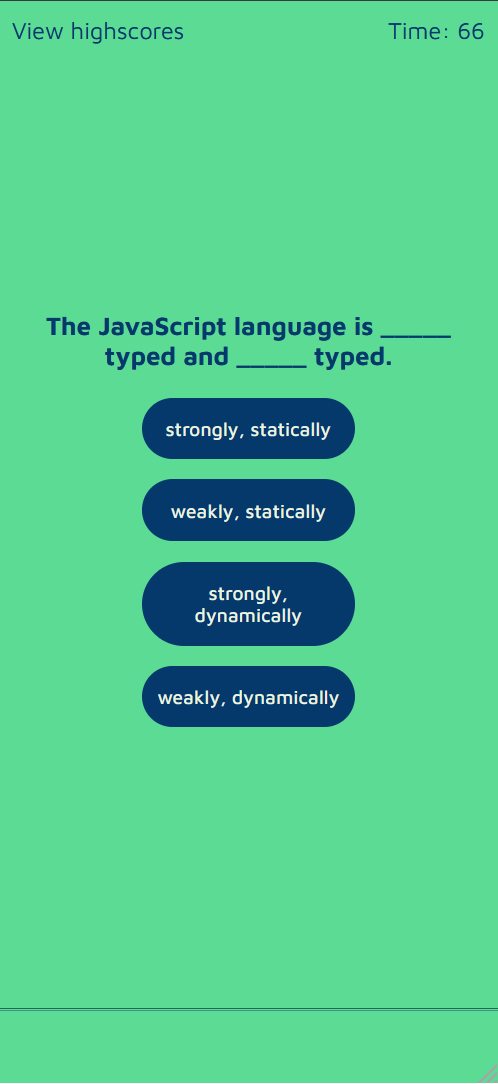 View highscores
Time: 66
The JavaScript language is _____
typed and _____ typed.
strongly, statically
weakly, statically
strongly,
dynamically
weakly, dynamically